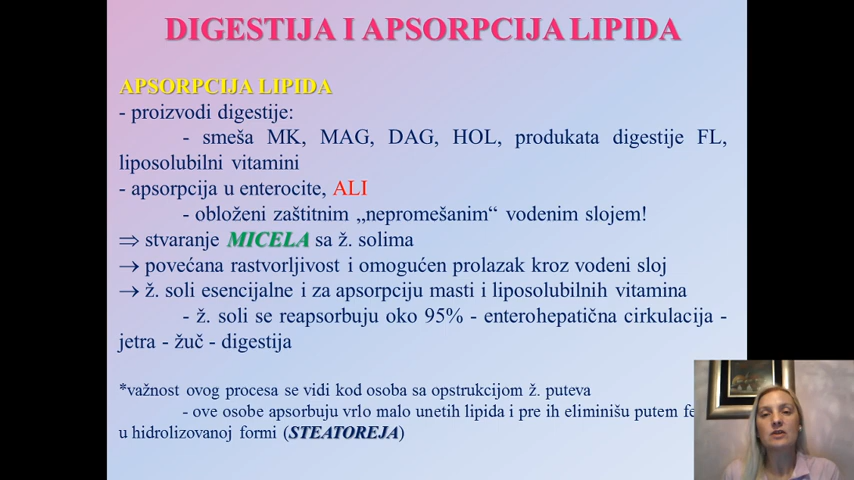 DIGESTIJA I APSORPCIJA LIPIDA
APSORPCIJA LIPIDA
- proizvodi digestije:
- smeša MK, MAG, DAG, HOL, produkata digestije FL,
liposolubilni vitamini
- apsorpcija u enterocite, ALI
- obloženi zaštitnim „nepromešanim“ vodenim slojem!
⇒ stvaranje MICELA sa ž. solima
→ povećana rastvorljivost i omogućen prolazak kroz vodeni sloj
→ ž. soli esencijalne i za apsorpciju masti i liposolubilnih vitamina
- ž. soli se reapsorbuju oko 95% - enterohepatična cirkulacija -
jetra - žuč - digestija
*važnost ovog procesa se vidi kod osoba sa opstrukcijom ž. puteva
- ove osobe apsorbuju vrlo malo unetih lipida i pre ih eliminišu putem
u hidrolizovanoj formi (STEATOREJA)